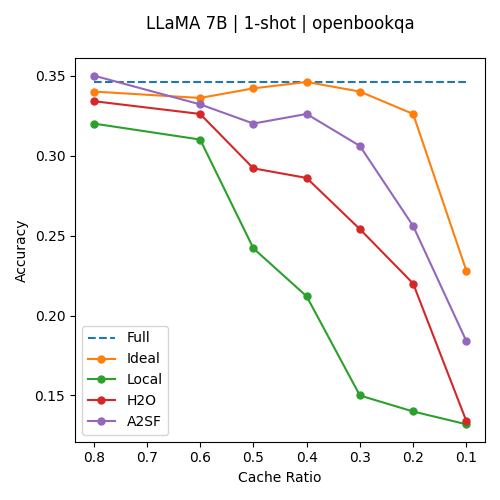 LLaMA 7B | 1-shot | openbookqa
0.35
0.30
0.25
0.20
0.15
Accuracy
Full
Ideal
Local
H2O
A2SF
0.8 0.7 0.6 0.5 0.4 0.3 0.2 0.1
Cache Ratio